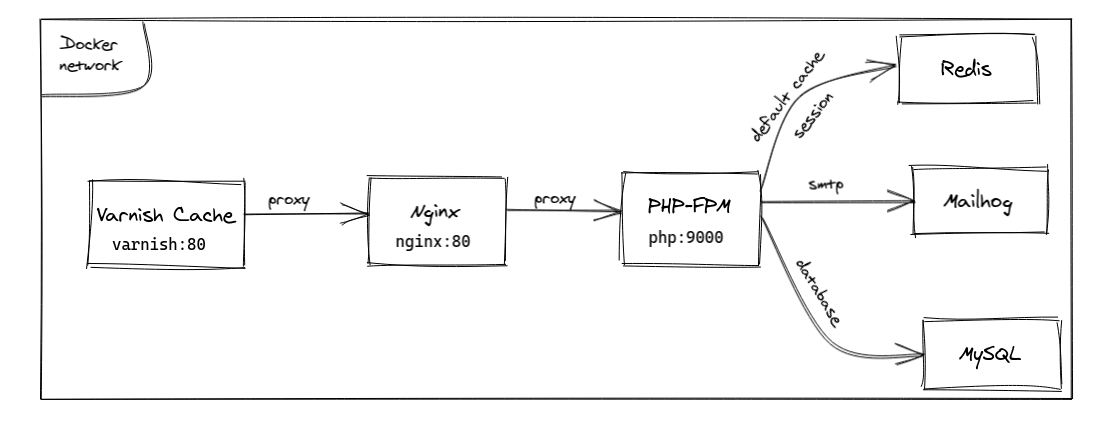 Docker
network
Varnish Cache
varnish:80
proxy
Nginx
nginx:80
proxy
PHP-FPM
php:9000
default cache
session
Redis
smtp
Mailhog
database
MySQL